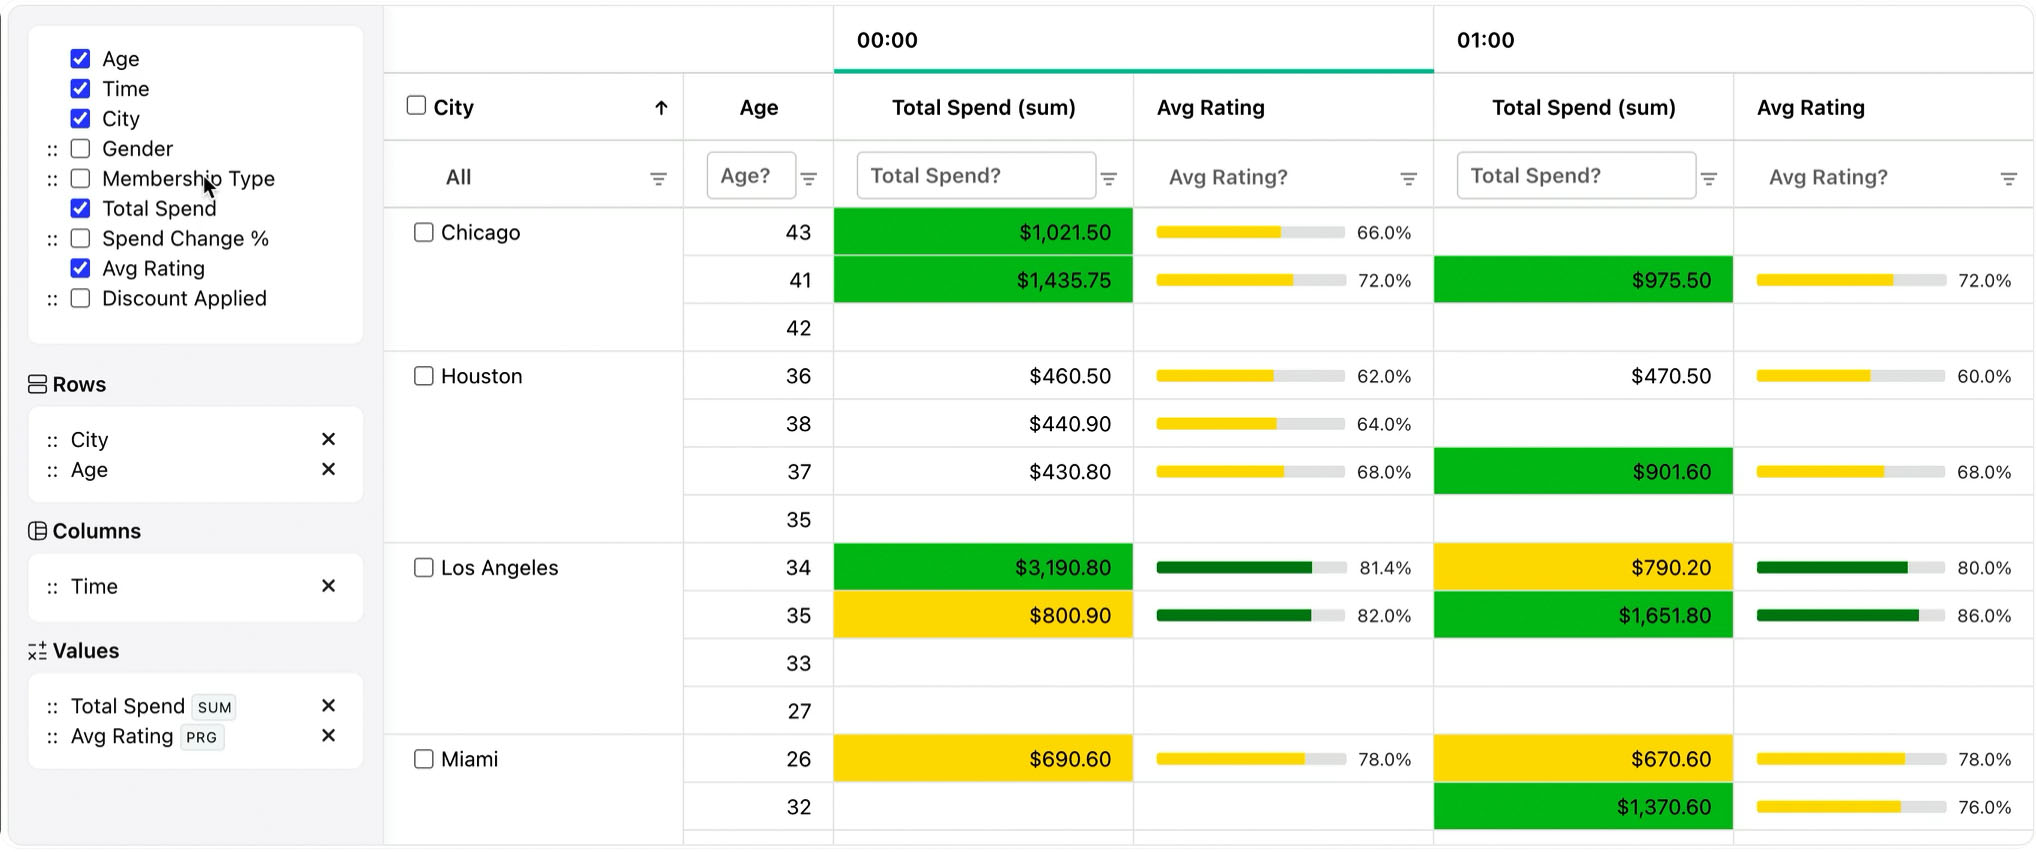 Age
Time
City
Gender
Membership Type
Total Spend
Spend Change %
Avg Rating
Discount Applied
Rows
City
Age
Columns
Time
Values
Total Spend SUM
Avg Rating PRG
00:00 01:00
City Age Total Spend (sum) Avg Rating Total Spend (sum) Avg Rating
All Age? Total Spend? Avg Rating? Total Spend? Avg Rating?
Chicago 43 $1,021.50 66.0%
41 $1,435.75 72.0% $975.50 72.0%
42
Houston 36 $460.50 62.0% $470.50 60.0%
38 $440.90 64.0%
37 $430.80 68.0% $901.60 68.0%
35
Los Angeles 34 $3,190.80 81.4% $790.20 80.0%
35 $800.90 82.0% $1,651.80 86.0%
33
27
Miami 26 $690.60 78.0% $670.60 78.0%
32 $1,370.60 76.0%